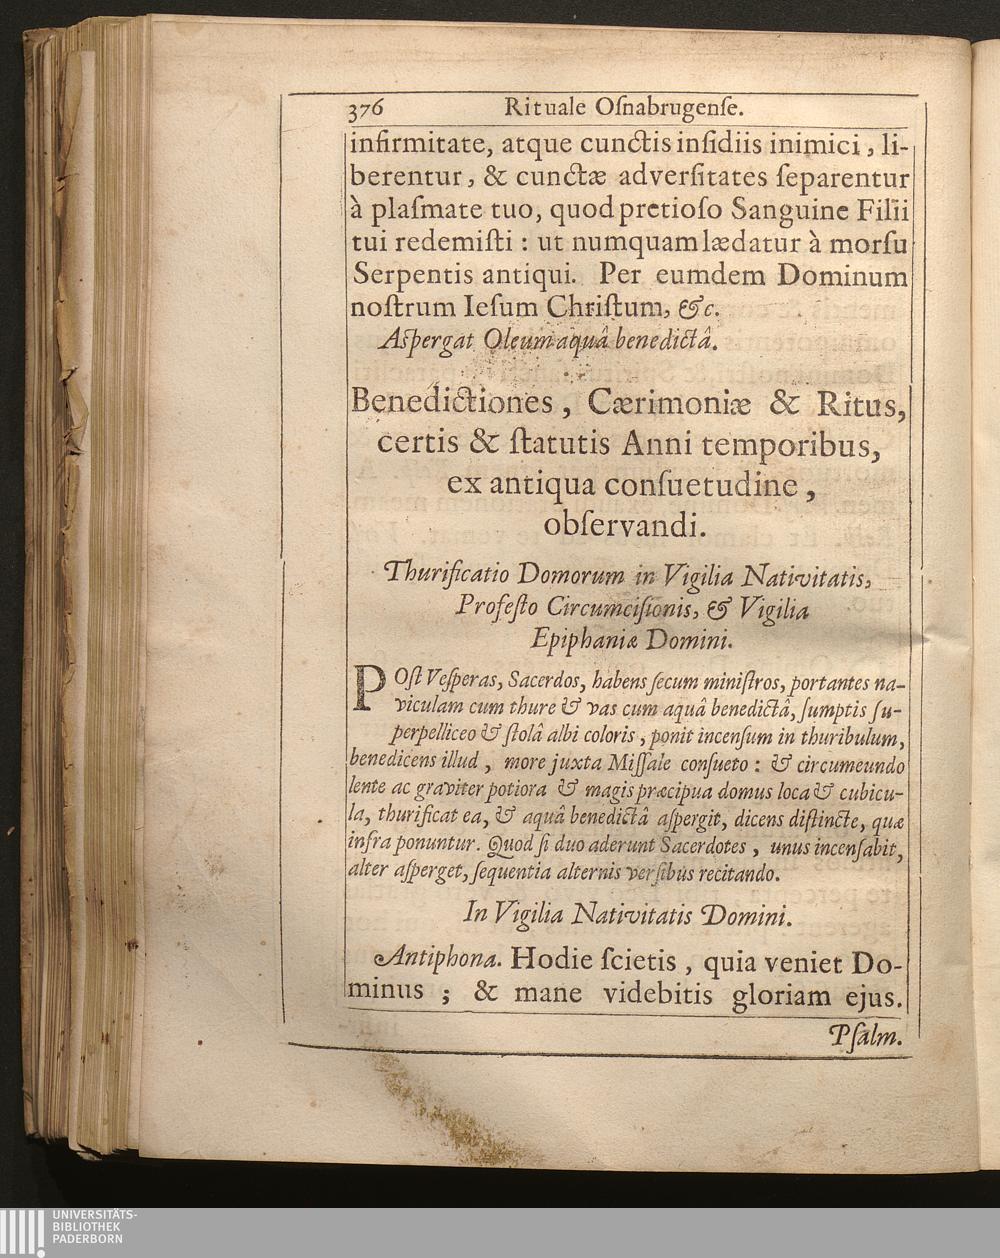 376 Rituale Oſnabrugenſe.
infirmitate, atque cunctis inſidiis inimici, li-
berentur, & cunctæ adverſitates ſeparentur
à plaſmate tuo, quod pretioſo Sanguine Filii
tui redemiſti : ut numquam lædatur à morſu
Serpentis antiqui. Per eumdem Dominum
noſtrum Ieſum Chriſtum, &c.
Aſpergat Oleum aquâ benedictâ.
Benedictiones, Cærimoniæ & Ritus,
certis & ſtatutis Anni temporibus,
ex antiqua conſuetudine,
obſervandi.
Thurificatio Domorum in Vigilia Nativitatis,
Profeſto Circumciſionis, & Vigilia
Epiphaniæ Domini.
POſt Veſperas, Sacerdos, habens ſecum miniſtros, portantes na-
viculam cum thure & vas cum aquâ benedictâ, ſumptis ſu-
perpelliceo & ſtolâ albi coloris, ponit incenſum in thuribulum,
benedicens illud, more juxta Miſſale conſueto : & circumeundo
lente ac graviter potiora & magis præcipua domus loca & cubicu-
la, thurificat ea, & aquâ benedictâ aſpergit, dicens diſtincte, quæ
infra ponuntur. Quod ſi duo aderunt Sacerdotes, unus incenſabit,
alter aſperget, ſequentia alternis verſibus recitando.
In Vigilia Nativitatis Domini.
Antiphona. Hodie ſcietis, quia veniet Do-
minus ; & mane videbitis gloriam ejus.
Pſalm.
UNIVERSITÄTS-
BIBLIOTHEK
PADERBORN